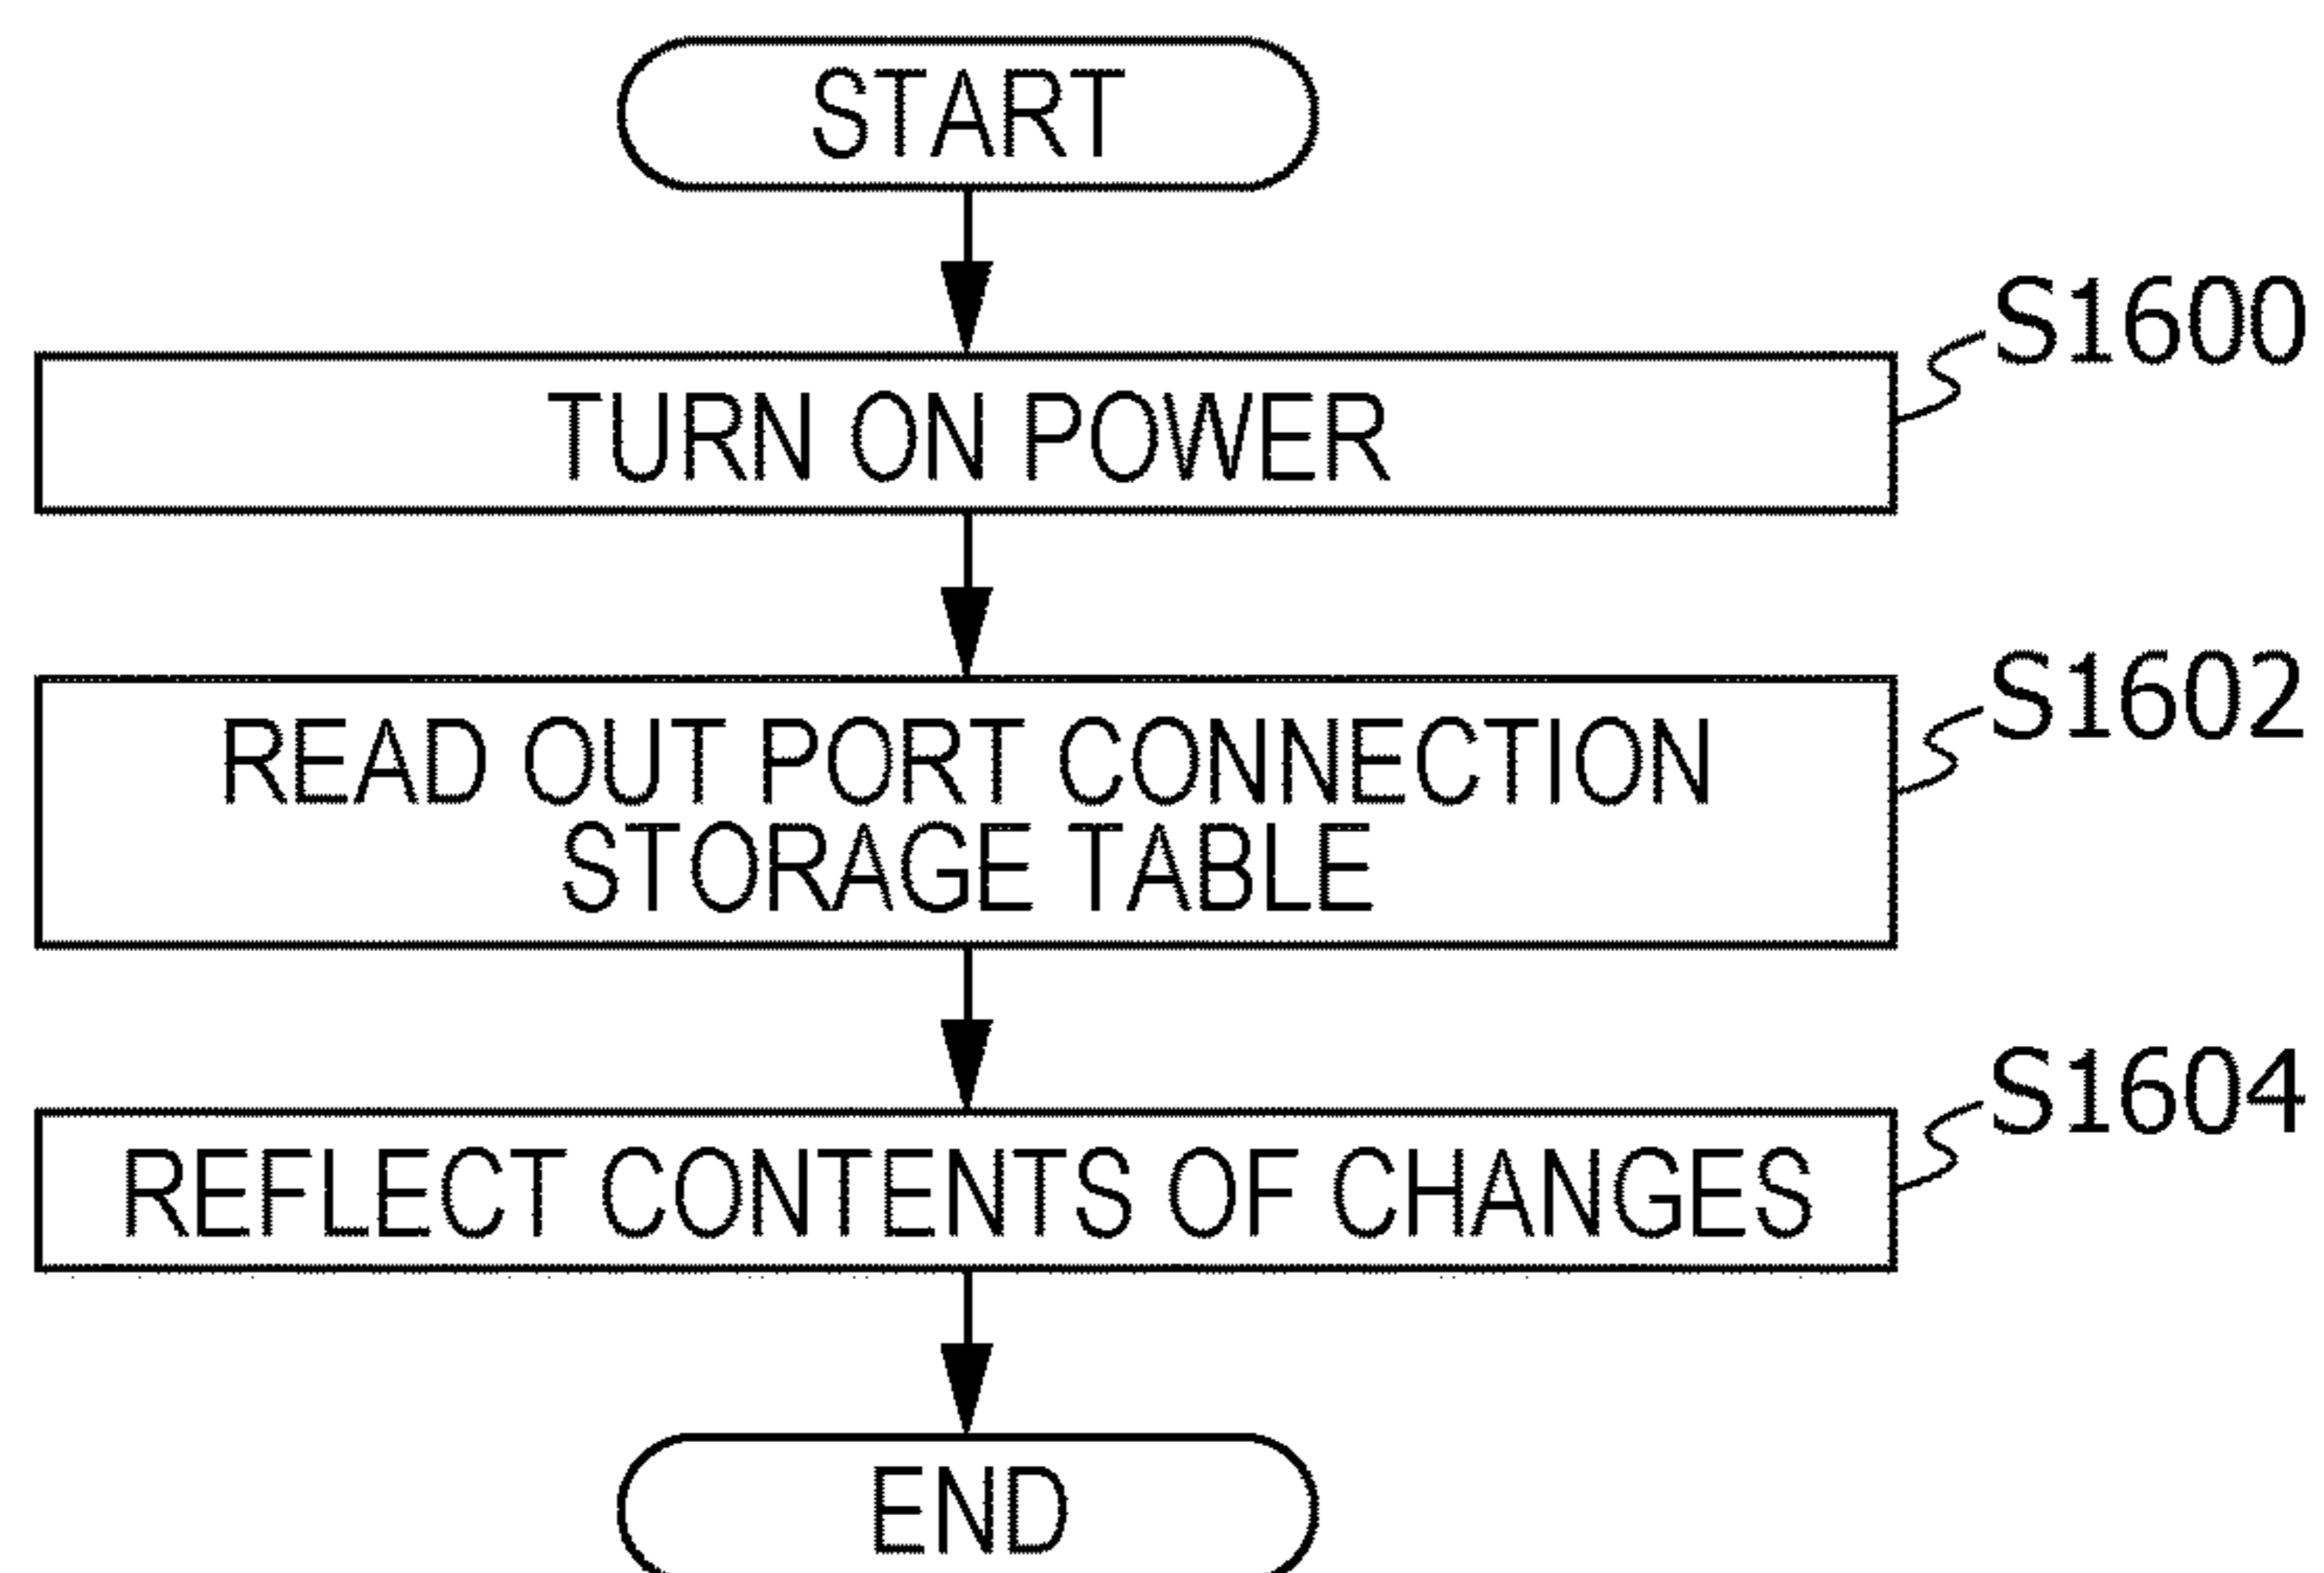 START
S1600
TURN ON POWER
S1602
READ OUT PORT CONNECTION
STORAGE TABLE
S1604
REFLECT CONTENTS OF CHANGES
END